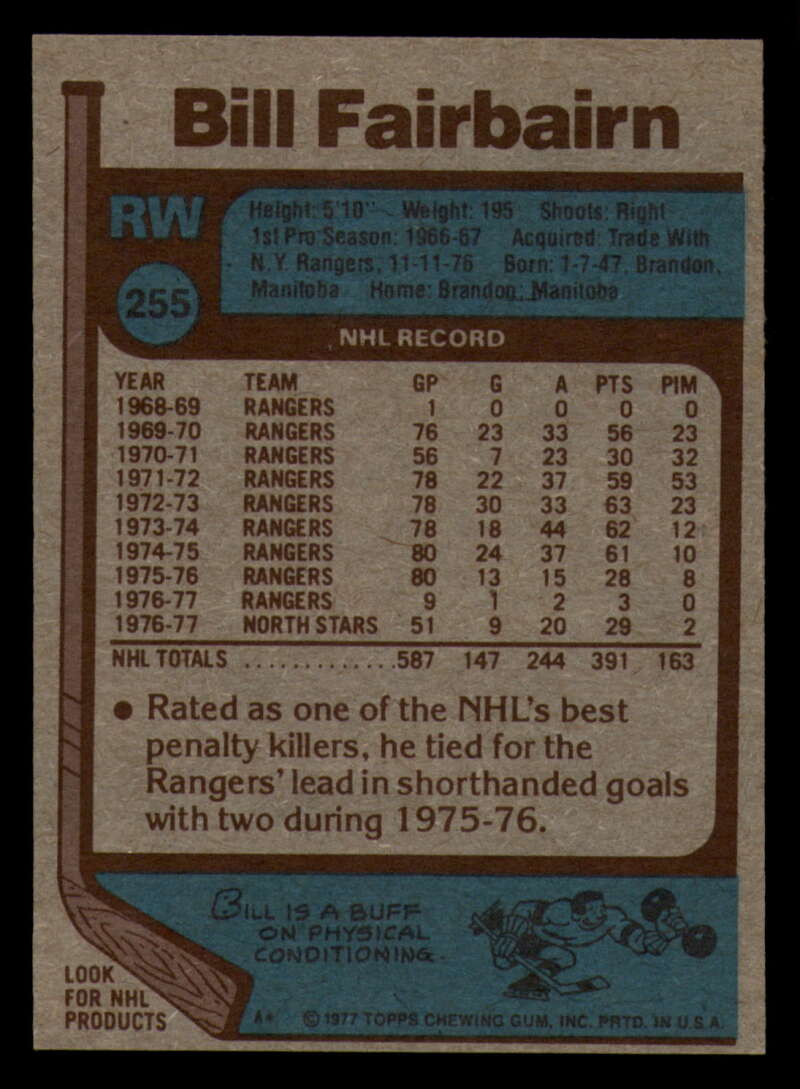 Bill Fairbairn
RW
Height: 5'10" Weight: 195 Shoots: Right
1st Pro Season: 1966-67 Acquired: Trade With
N.Y. Rangers, 11-11-76 Born: 1-7-47, Brandon,
Manitoba Home: Brandon, Manitoba
255
NHL RECORD
YEAR TEAM GP G A PTS PIM
1968-69 RANGERS 1 0 0 0 0
1969-70 RANGERS 76 23 33 56 23
1970-71 RANGERS 56 7 23 30 32
1971-72 RANGERS 78 22 37 59 53
1972-73 RANGERS 78 30 33 63 23
1973-74 RANGERS 78 18 44 62 12
1974-75 RANGERS 80 24 37 61 10
1975-76 RANGERS 80 13 15 28 8
1976-77 RANGERS 9 1 2 3 0
1976-77 NORTH STARS 51 9 20 29 2
NHL TOTALS .............587 147 244 391 163
• Rated as one of the NHL's best
penalty killers, he tied for the
Rangers' lead in shorthanded goals
with two during 1975-76.
BILL IS A BUFF
ON PHYSICAL
CONDITIONING.
LOOK
FOR NHL
PRODUCTS
A* © 1977 TOPPS CHEWING GUM, INC. PRTD. IN U.S.A.